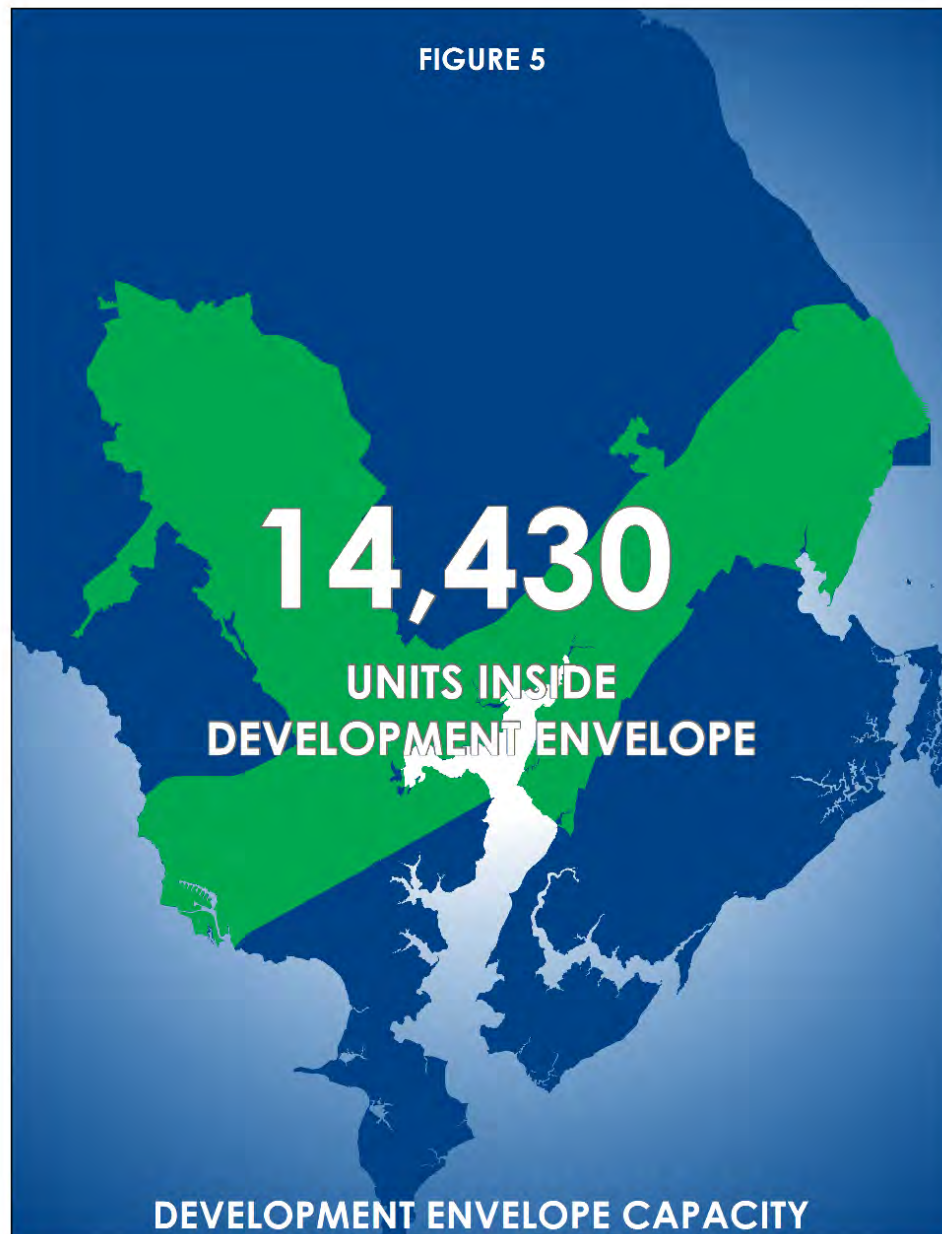 FIGURE 5
14,430
UNITS INSIDE
DEVELOPMENT ENVELOPE
DEVELOPMENT ENVELOPE CAPACITY